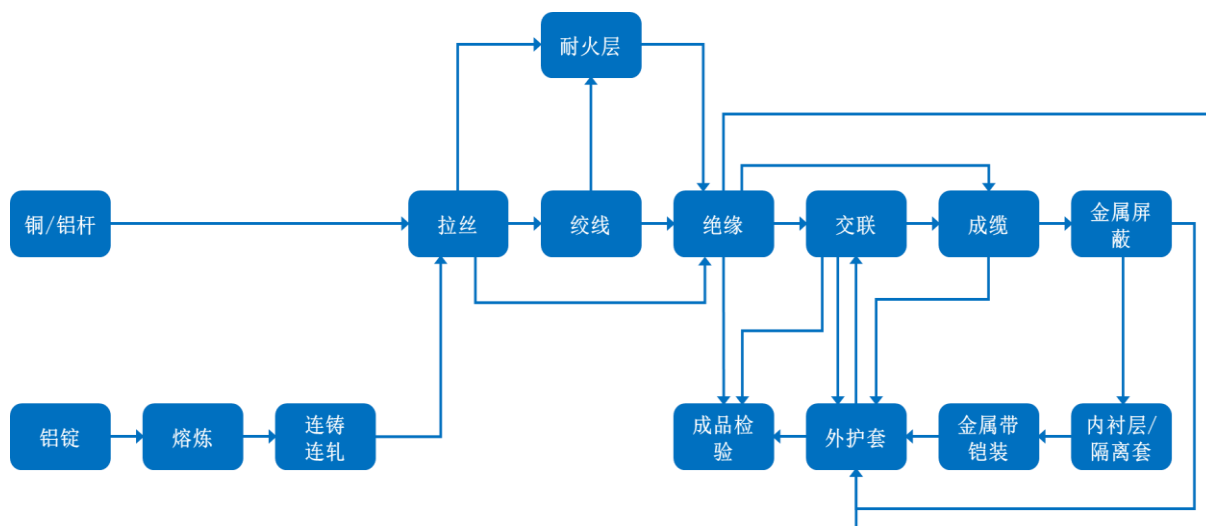 耐火层
铜/铝杆
拉丝
绞线
绝缘
交联
成缆
金属屏
蔽
铝锭
熔炼
连铸
连轧
成品检
验
外护套
金属带
铠装
内衬层/
隔离套